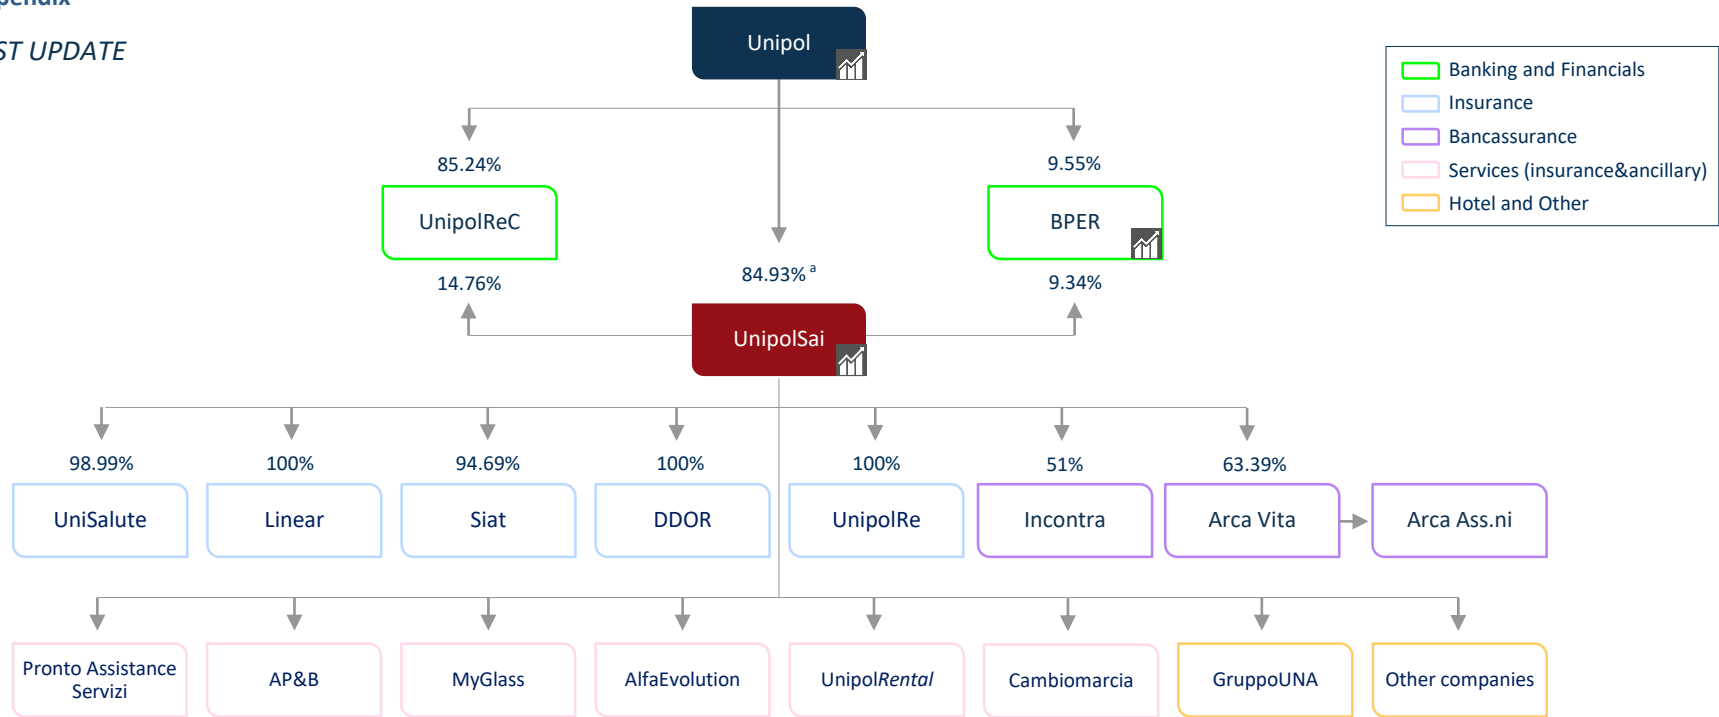 ST UPDATE
Unipol
Banking and Financials
Insurance
Bancassurance
Services (insurance&ancillary)
Hotel and Other
85.24%
9.55%
UnipolReC
BPER
14.76%
84.93% a
9.34%
UnipolSai
98.99%
100%
94.69%
100%
100%
51%
63.39%
UniSalute
Linear
Siat
DDOR
UnipolRe
Incontra
Arca Vita
Arca Ass.ni
Pronto Assistance
Servizi
AP&B
MyGlass
AlfaEvolution
UnipolRental
Cambiomarcia
GruppoUNA
Other companies